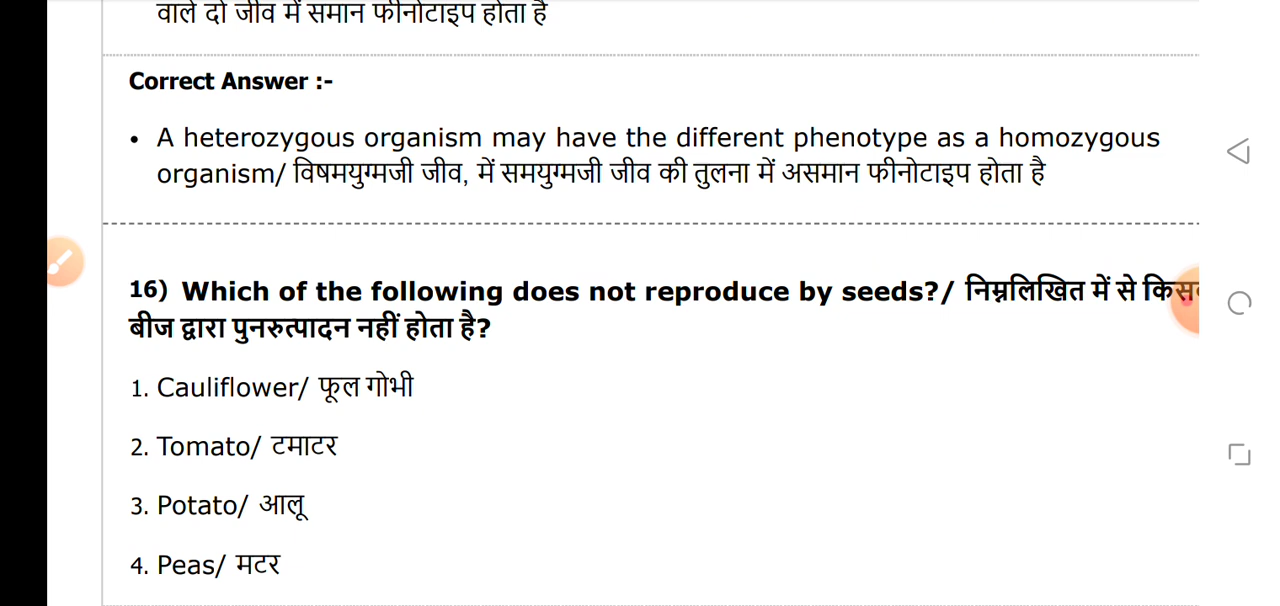 वाले दो जीव में समान फीनोटाइप होता है
Correct Answer :-
• A heterozygous organism may have the different phenotype as a homozygous
organism/ विषमयुग्मजी जीव, में समयुग्मजी जीव की तुलना में असमान फीनोटाइप होता है
16) Which of the following does not reproduce by seeds?/ निम्नलिखित में से
बीज द्वारा पुनरुत्पादन नहीं होता है?
1. Cauliflower/ फूल गोभी
2. Tomato/ टमाटर
3. Potato/ आलू
4. Peas/ मटर